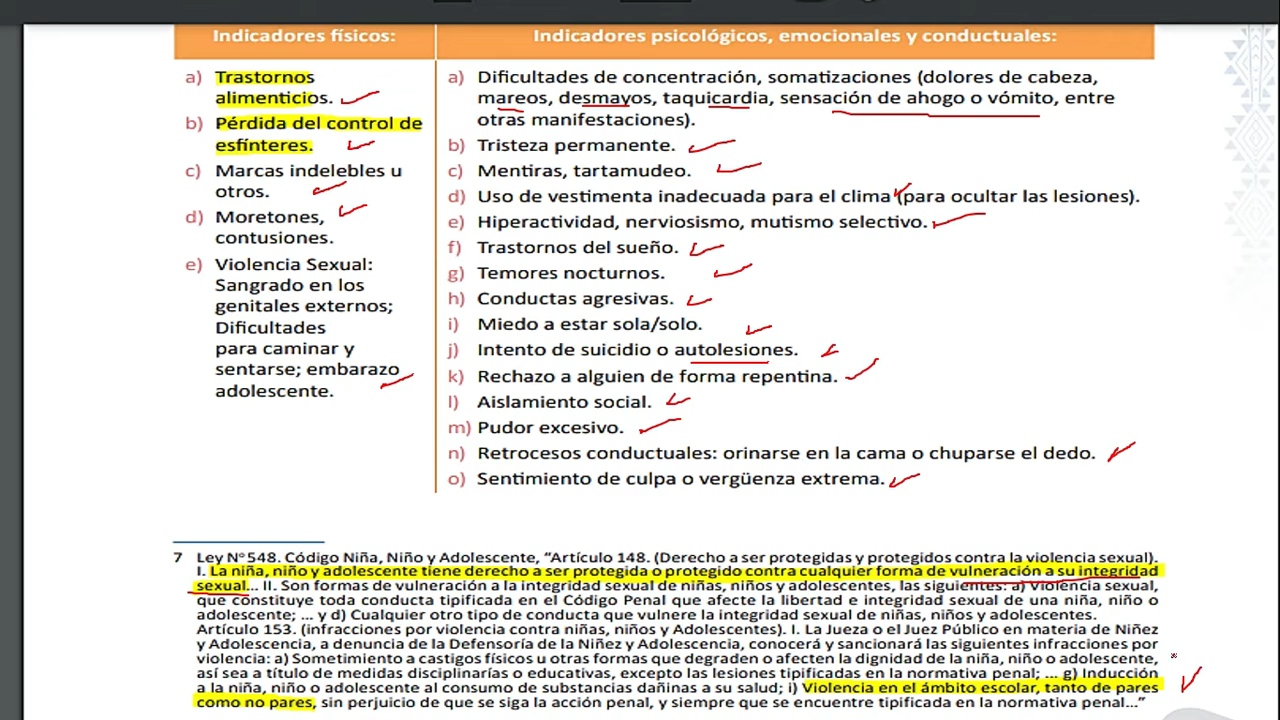 Indicadores físicos:
a) Trastornos
alimenticios.
b) Pérdida del control de
esfínteres.
c) Marcas indelebles u
otros.
d) Moretones,
contusiones.
e) Violencia Sexual:
Sangrado en los
genitales externos;
Dificultades
para caminar y
sentarse; embarazo
adolescente.
Indicadores psicológicos, emocionales y conductuales:
a) Dificultades de concentración, somatizaciones (dolores de cabeza,
mareos, desmayos, taquicardia, sensación de ahogo o vómito, entre
otras manifestaciones).
b) Tristeza permanente.
c) Mentiras, tartamudeo.
d) Uso de vestimenta inadecuada para el clima (para ocultar las lesiones).
e) Hiperactividad, nerviosismo, mutismo selectivo.
f) Trastornos del sueño.
g) Temores nocturnos.
h) Conductas agresivas.
i) Miedo a estar sola/solo.
j) Intento de suicidio o autolesiones.
k) Rechazo a alguien de forma repentina.
l) Aislamiento social.
m) Pudor excesivo.
n) Retrocesos conductuales: orinarse en la cama o chuparse el dedo.
o) Sentimiento de culpa o vergüenza extrema.
7 Ley N° 548. Código Niña, Niño y Adolescente, “Artículo 148. (Derecho a ser protegidas y protegidos contra la violencia sexual).
I. La niña, niño y adolescente tiene derecho a ser protegida o protegido contra cualquier forma de vulneración a su integridad
sexual... II. Son formas de vulneración a la integridad sexual de niñas, niños y adolescentes, las siguientes: a) Violencia sexual,
que constituye toda conducta tipificada en el Código Penal que afecte la libertad e integridad sexual de una niña, niño o
adolescente; ... y d) Cualquier otro tipo de conducta que vulnere la integridad sexual de niñas, niños y adolescentes.
Artículo 153. (infracciones por violencia contra niñas, niños y Adolescentes). I. La Jueza o el Juez Público en materia de Niñez
y Adolescencia, a denuncia de la Defensoría de la Niñez y Adolescencia, conocerá y sancionará las siguientes infracciones por
violencia: a) Sometimiento a castigos físicos u otras formas que degraden o afecten la dignidad de la niña, niño o adolescente,
así sea a título de medidas disciplinarias o educativas, excepto las lesiones tipificadas en la normativa penal; ... g) Inducción
a la niña, niño o adolescente al consumo de substancias dañinas a su salud; i) Violencia en el ámbito escolar, tanto de pares
como no pares, sin perjuicio de que se siga la acción penal, y siempre que se encuentre tipificada en la normativa penal...”